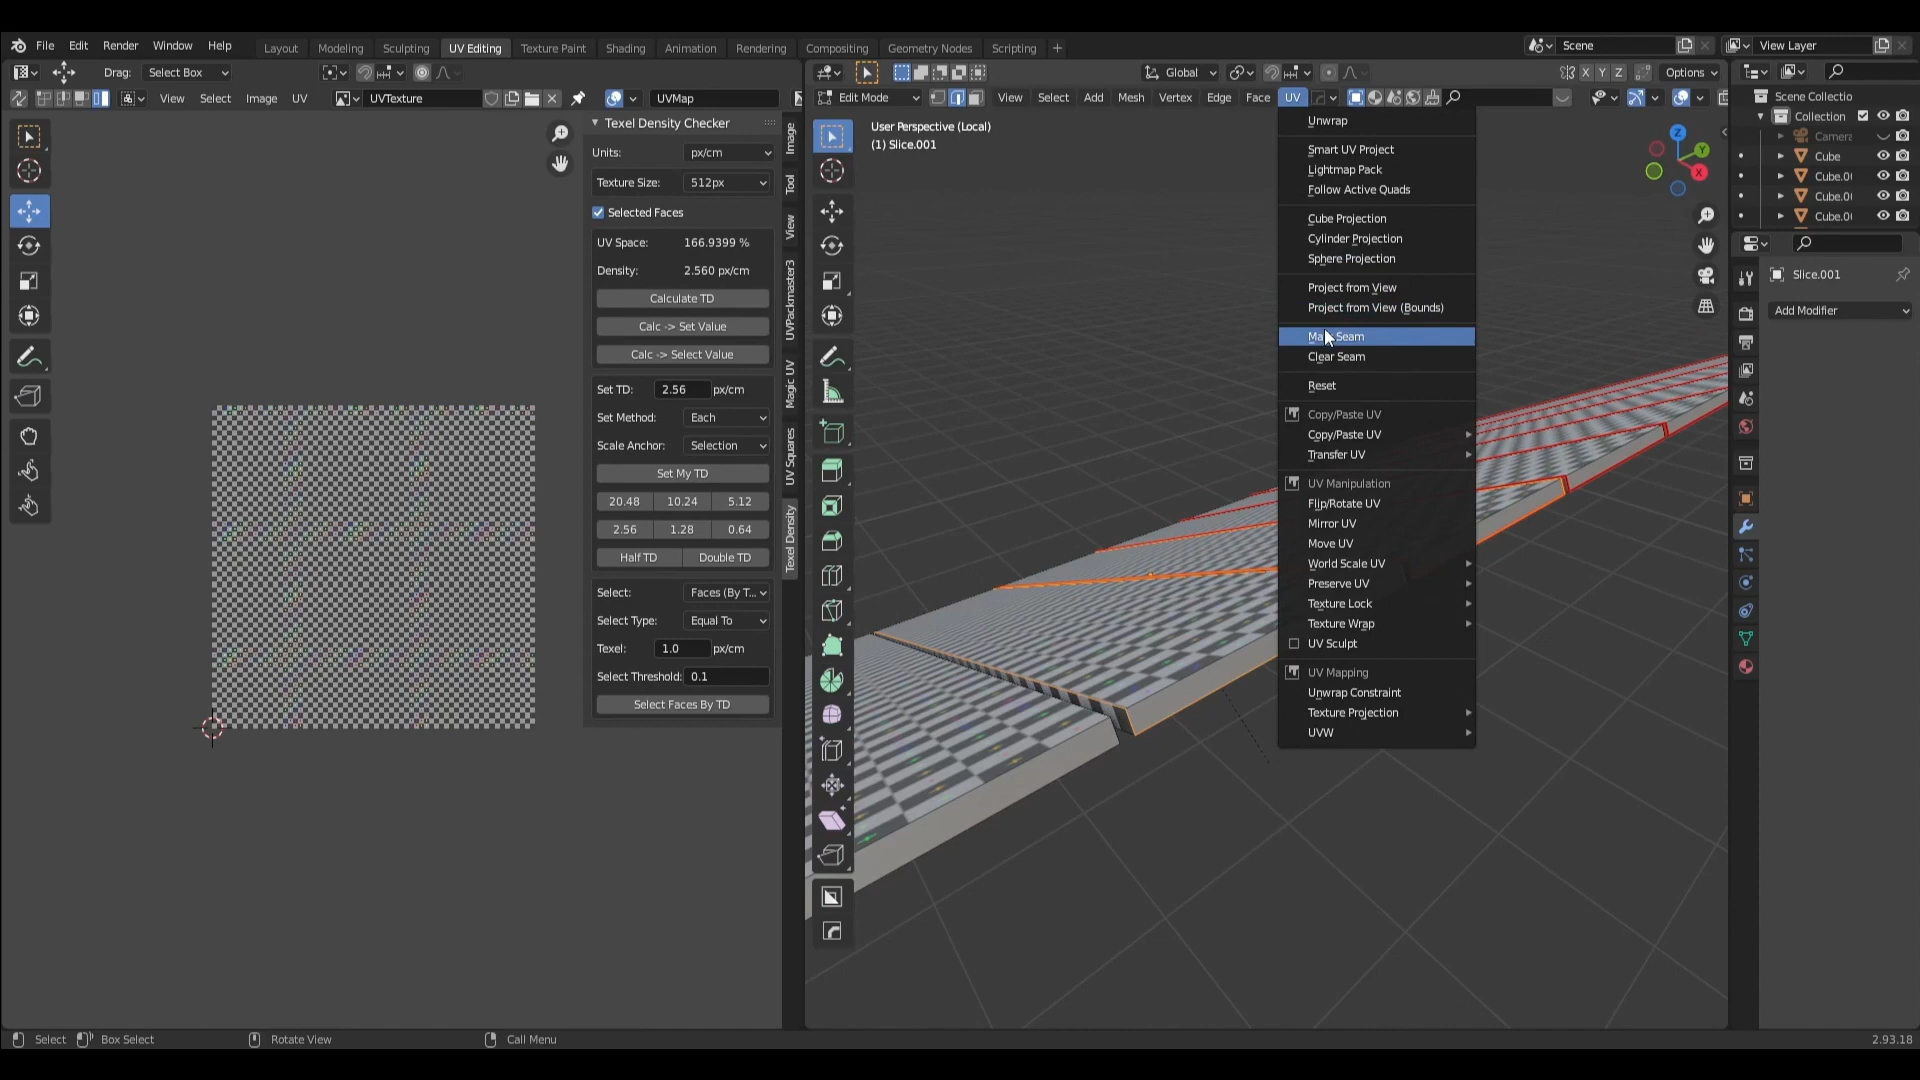 File Edit Render Window Help Layout Modeling Sculpting UV Editing Texture Paint Shading Animation Rendering Compositing Geometry Nodes Scripting + Scene View Layer
Drag: Select Box Global X Y Z Options
View Select Image UV UVTexture UVMap Edit Mode View Select Add Mesh Vertex Edge Face UV
Texel Density Checker
Units: px/cm
Texture Size: 512px
Selected Faces
UV Space: 166.9399 %
Density: 2.560 px/cm
Calculate TD
Calc -> Set Value
Calc -> Select Value
Set TD: 2.56 px/cm
Set Method: Each
Scale Anchor: Selection
Set My TD
20.48 10.24 5.12
2.56 1.28 0.64
Half TD Double TD
Select: Faces (By T...
Select Type: Equal To
Texel: 1.0 px/cm
Select Threshold: 0.1
Select Faces By TD
Image
Tool
View
UVPackmaster3
Magic UV
UV Squares
Texel Density
User Perspective (Local)
(1) Slice.001
Unwrap
Smart UV Project
Lightmap Pack
Follow Active Quads
Cube Projection
Cylinder Projection
Sphere Projection
Project from View
Project from View (Bounds)
Seam
Clear Seam
Reset
Copy/Paste UV
Copy/Paste UV
Transfer UV
UV Manipulation
Flip/Rotate UV
Mirror UV
Move UV
World Scale UV
Preserve UV
Texture Lock
Texture Wrap
UV Sculpt
UV Mapping
Unwrap Constraint
Texture Projection
UVW
Z
Y
X
Scene Collectio
Collection
Camera
Cube
Cube.0
Cube.0
Cube.0
Slice.001
Add Modifier
Select Box Select Rotate View Call Menu 2.93.18